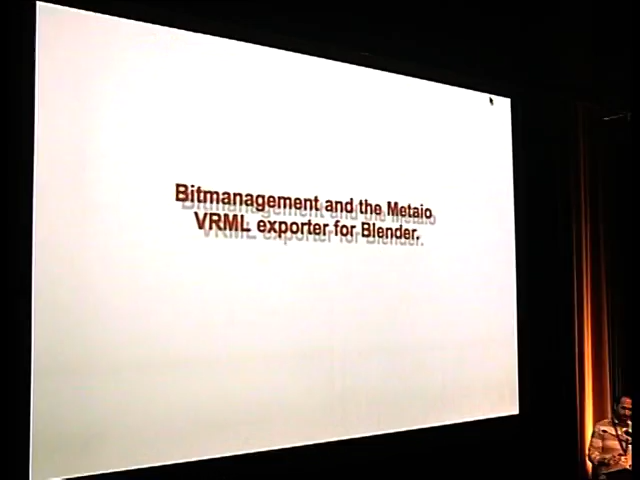 Bitmanagement and the Metaio
VRML exporter for Blender.